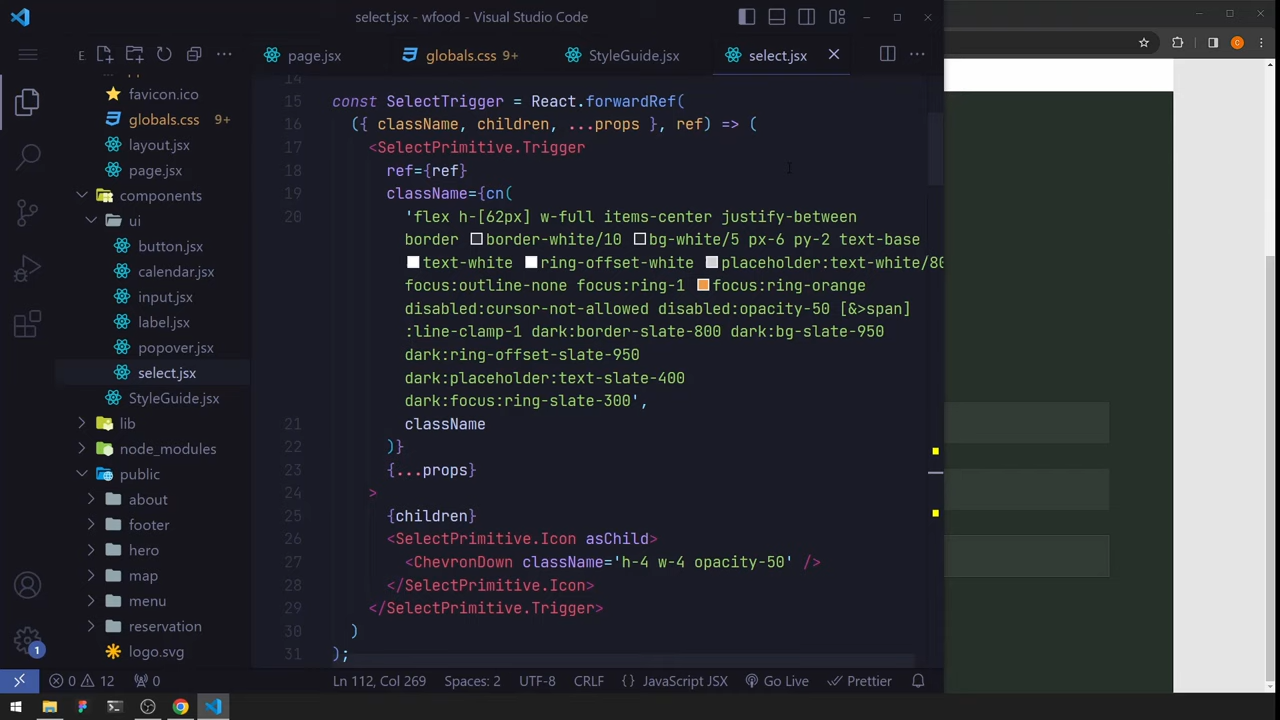 select.jsx - wfood - Visual Studio Code
E
page.jsx
globals.css 9+
StyleGuide.jsx
select.jsx
favicon.ico
globals.css 9+
layout.jsx
page.jsx
components
ui
button.jsx
calendar.jsx
input.jsx
label.jsx
popover.jsx
select.jsx
StyleGuide.jsx
lib
node_modules
public
about
footer
hero
map
menu
reservation
logo.svg
1
15 const SelectTrigger = React.forwardRef(
16 ({ className, children, ...props }, ref) => (
17 <SelectPrimitive.Trigger
18 ref={ref}
19 className={cn(
20 'flex h-[62px] w-full items-center justify-between
border border-white/10 bg-white/5 px-6 py-2 text-base
text-white ring-offset-white placeholder:text-white/80
focus:outline-none focus:ring-1 focus:ring-orange
disabled:cursor-not-allowed disabled:opacity-50 [&>span]
:line-clamp-1 dark:border-slate-800 dark:bg-slate-950
dark:ring-offset-slate-950
dark:placeholder:text-slate-400
dark:focus:ring-slate-300',
21 className
22 )}
23 {...props}
24 >
25 {children}
26 <SelectPrimitive.Icon asChild>
27 <ChevronDown className='h-4 w-4 opacity-50' />
28 </SelectPrimitive.Icon>
29 </SelectPrimitive.Trigger>
30 )
31 );
0 12 0
Ln 112, Col 269 Spaces: 2 UTF-8 CRLF {} JavaScript JSX Go Live Prettier
C